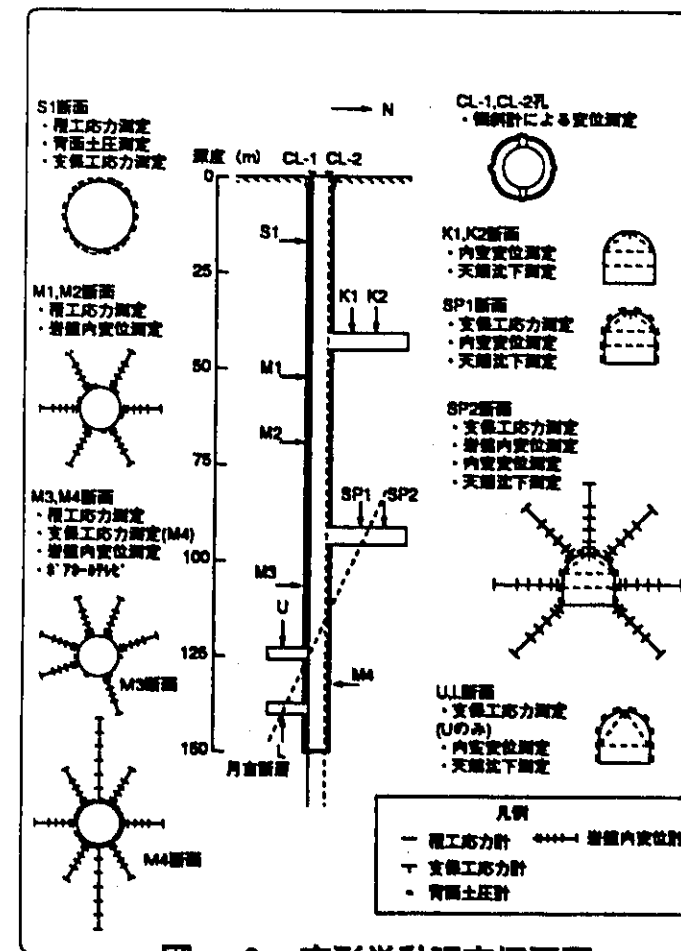 S1断面
・覆工応力測定
・背面土圧測定
・支保工応力測定
M1,M2断面
・覆工応力測定
・岩盤内変位測定
M3,M4断面
・覆工応力測定
・支保工応力測定(M4)
・岩盤内変位測定
・ボアホールテレビ
M3断面
M4断面
N
深度 (m)
CL-1 CL-2
0
25
50
75
100
125
150
S1
K1 K2
M1
M2
SP1 SP2
M3
U
M4
L
月吉断層
CL-1,CL-2孔
・傾斜計による変位測定
K1,K2断面
・内空変位測定
・天端沈下測定
SP1断面
・支保工応力測定
・内空変位測定
・天端沈下測定
SP2断面
・支保工応力測定
・岩盤内変位測定
・内空変位測定
・天端沈下測定
U,L断面
・支保工応力測定
(Uのみ)
・内空変位測定
・天端沈下測定
凡例
覆工応力計
岩盤内変位計
支保工応力計
背面土圧計